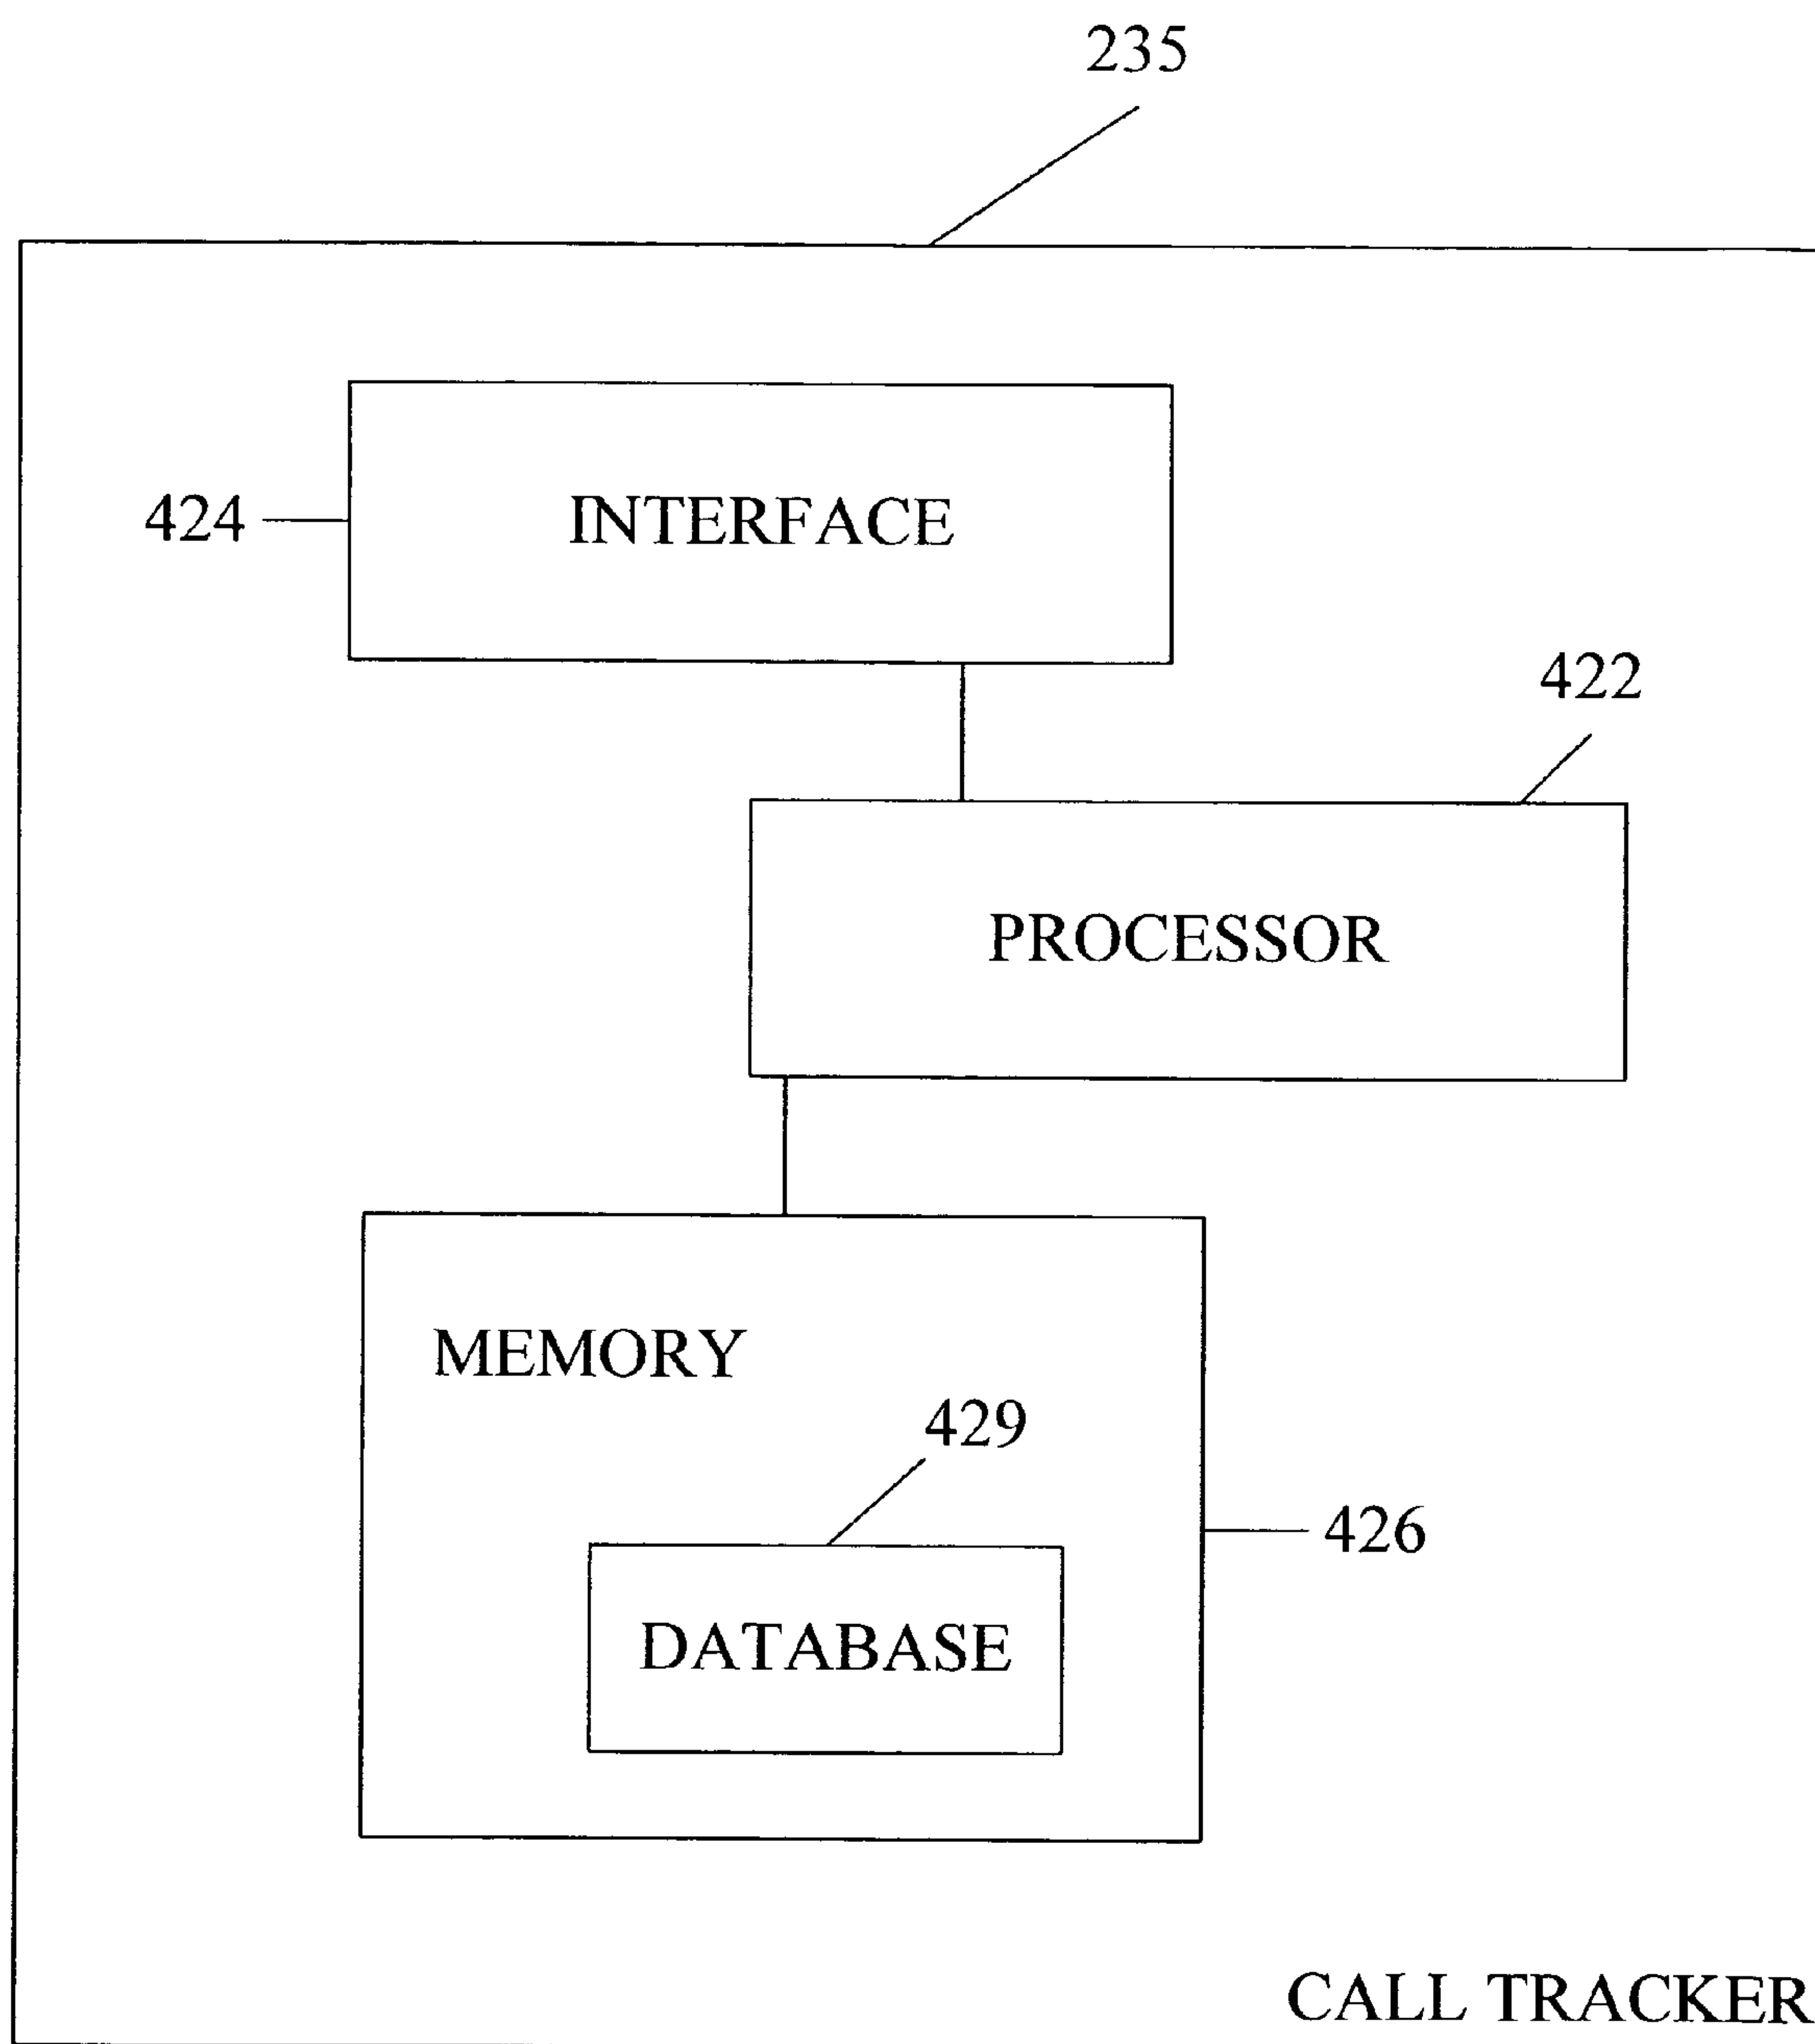 235
INTERFACE
424
422
PROCESSOR
MEMORY
429
426
DATABASE
CALL TRACKER